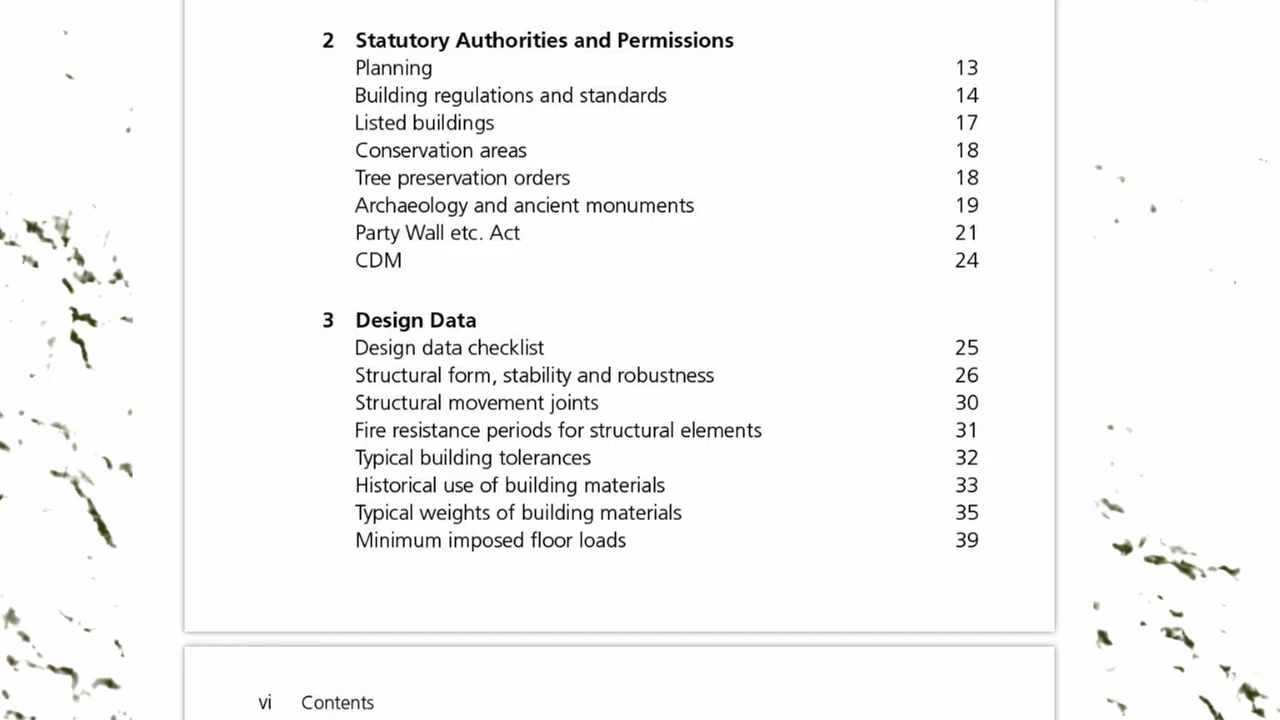 2 Statutory Authorities and Permissions
Planning 13
Building regulations and standards 14
Listed buildings 17
Conservation areas 18
Tree preservation orders 18
Archaeology and ancient monuments 19
Party Wall etc. Act 21
CDM 24
3 Design Data
Design data checklist 25
Structural form, stability and robustness 26
Structural movement joints 30
Fire resistance periods for structural elements 31
Typical building tolerances 32
Historical use of building materials 33
Typical weights of building materials 35
Minimum imposed floor loads 39
vi Contents